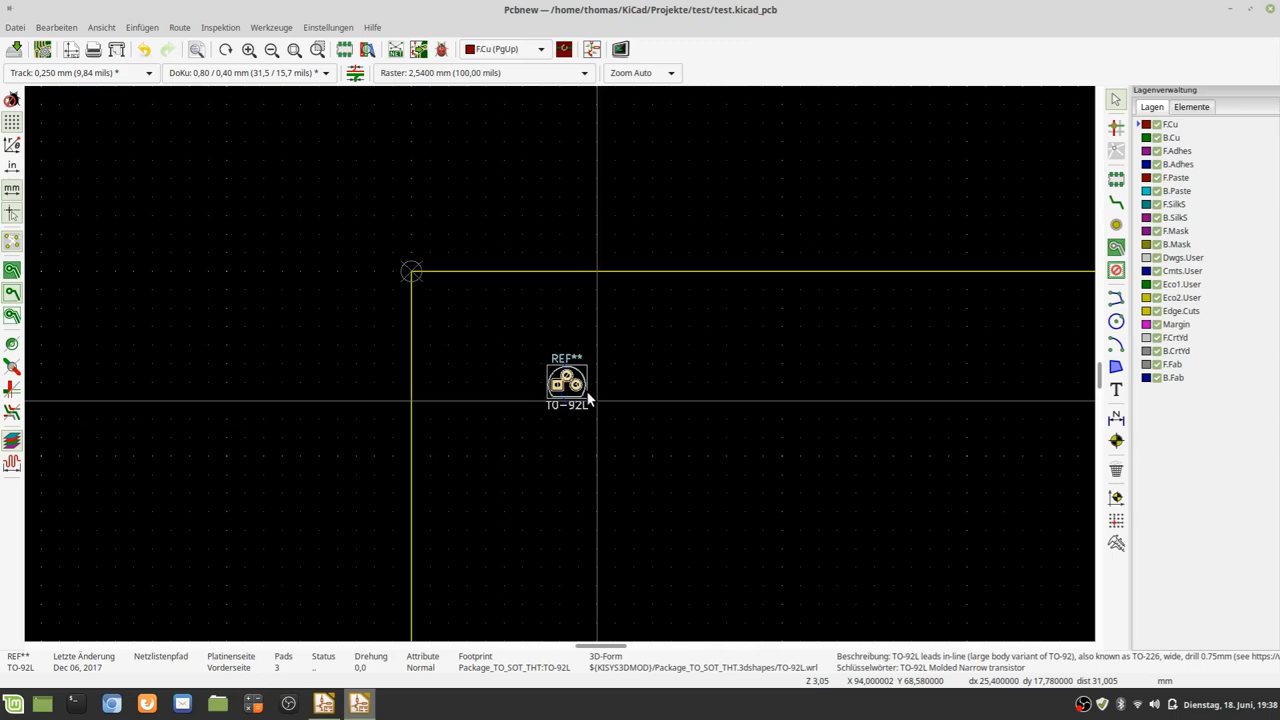 Pcbnew — /home/thomas/KiCad/Projekte/test/test.kicad_pcb
Datei Bearbeiten Ansicht Einfügen Route Inspektion Werkzeuge Einstellungen Hilfe
F.Cu (PgUp)
Track: 0,250 mm (9,84 mils) * DoKu: 0,80 / 0,40 mm (31,5 / 15,7 mils) * Raster: 2,5400 mm (100,00 mils) Zoom Auto
Lagenverwaltung
Lagen Elemente
F.Cu
B.Cu
F.Adhes
B.Adhes
F.Paste
B.Paste
F.SilkS
B.SilkS
F.Mask
B.Mask
Dwgs.User
Cmts.User
Eco1.User
Eco2.User
Edge.Cuts
Margin
F.CrtYd
B.CrtYd
F.Fab
B.Fab
in
mm
NET
T
N
REF**
TO-92L
REF** Letzte Änderung Netzlistenpfad Platinenseite Pads Status Drehung Attribute Footprint 3D-Form Beschreibung: TO-92L leads in-line (large body variant of TO-92), also known as TO-226, wide, drill 0.75mm (see https://
TO-92L Dec 06, 2017 Vorderseite 3 .. 0,0 Normal Package_TO_SOT_THT:TO-92L ${KISYS3DMOD}/Package_TO_SOT_THT.3dshapes/TO-92L.wrl Schlüsselwörter: TO-92L Molded Narrow transistor
Z 3,05 X 94,000002 Y 68,580000 dx 25,400000 dy 17,780000 dist 31,005 mm
Dienstag, 18. Juni, 19:38